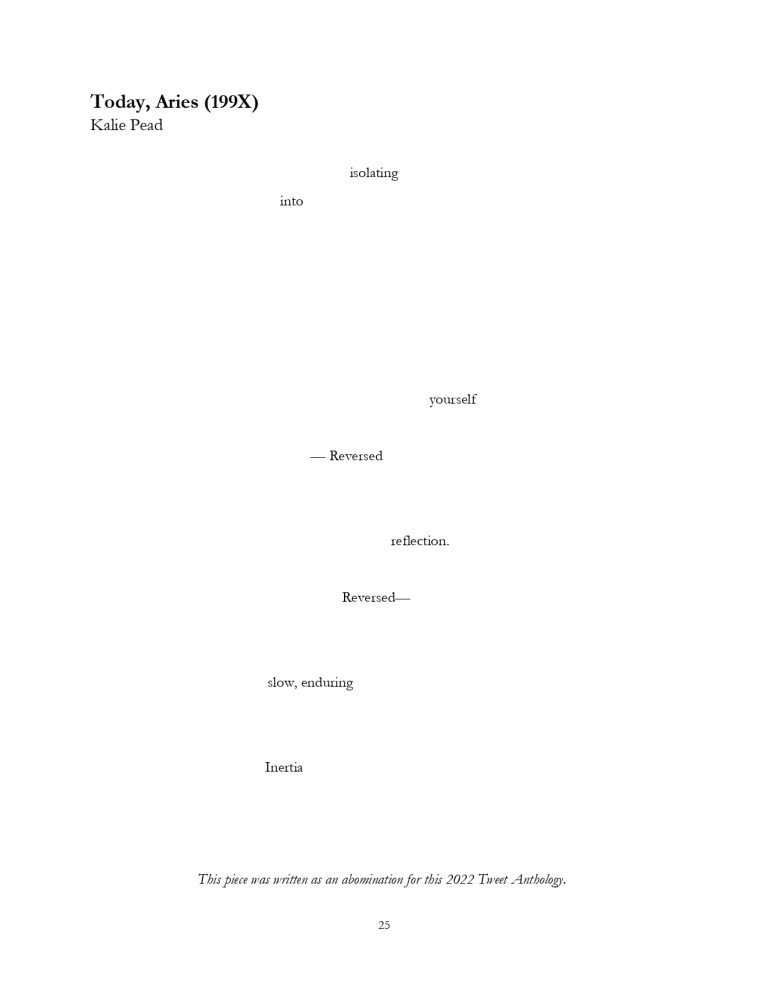 Today, Aries (199X)
Kalie Pead
isolating
into
yourself
— Reversed
reflection.
Reversed—
slow, enduring
Inertia
This piece was written as an abomination for this 2022 Tweet Anthology.
25